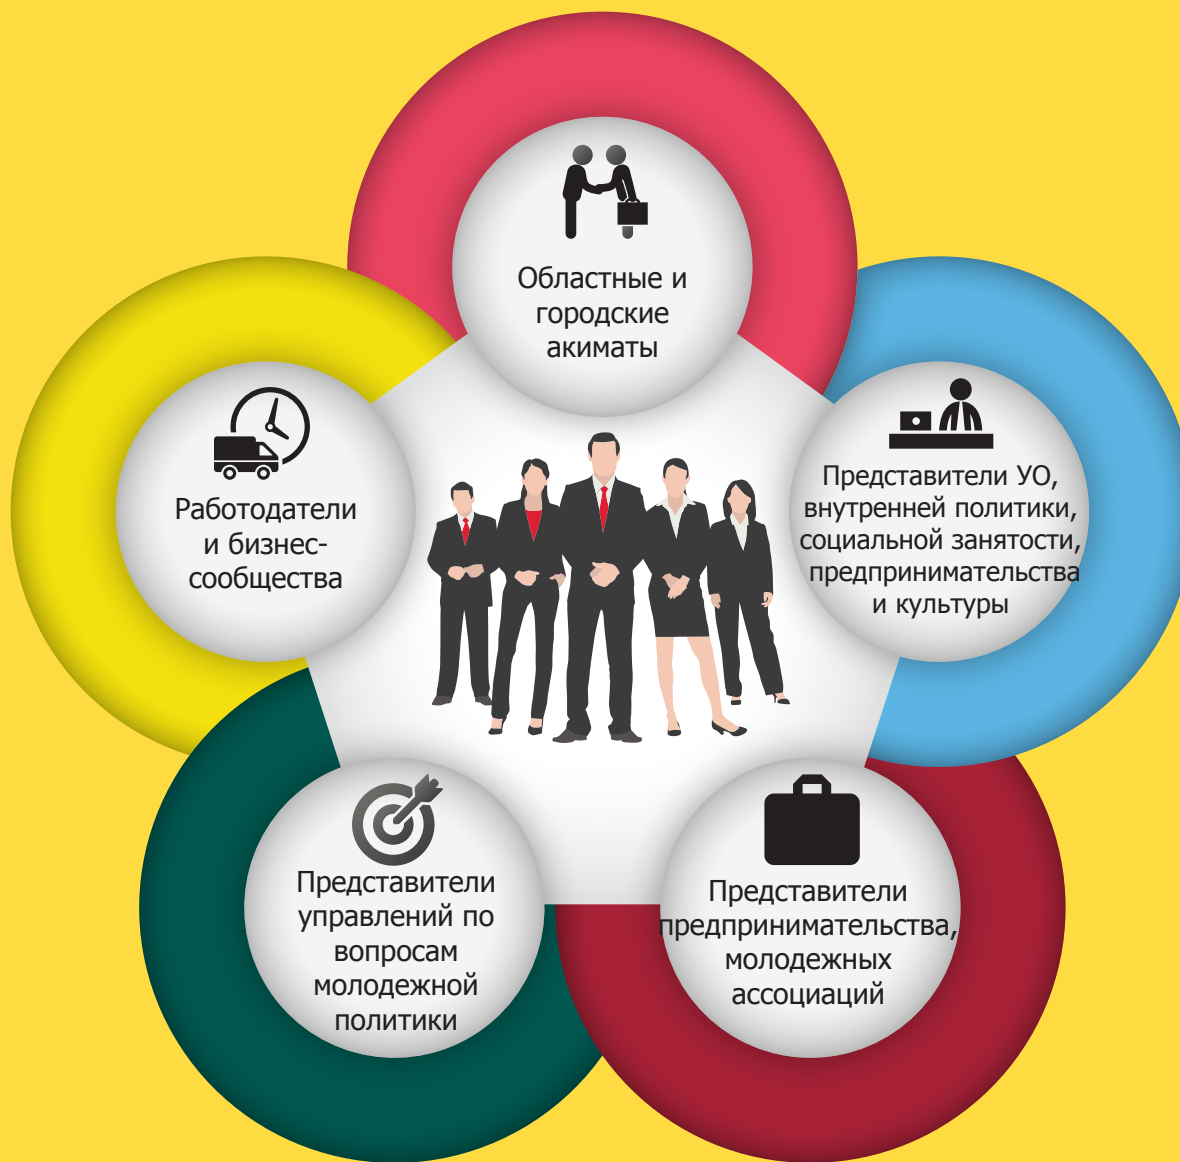 Областные и
городские
акиматы
Представители УО,
внутренней политики,
социальной занятости,
предпринимательства
и культуры
Представители
предпринимательства,
молодежных
ассоциаций
Представители
управлений по
вопросам
молодежной
политики
Работодатели
и бизнес-
сообщества